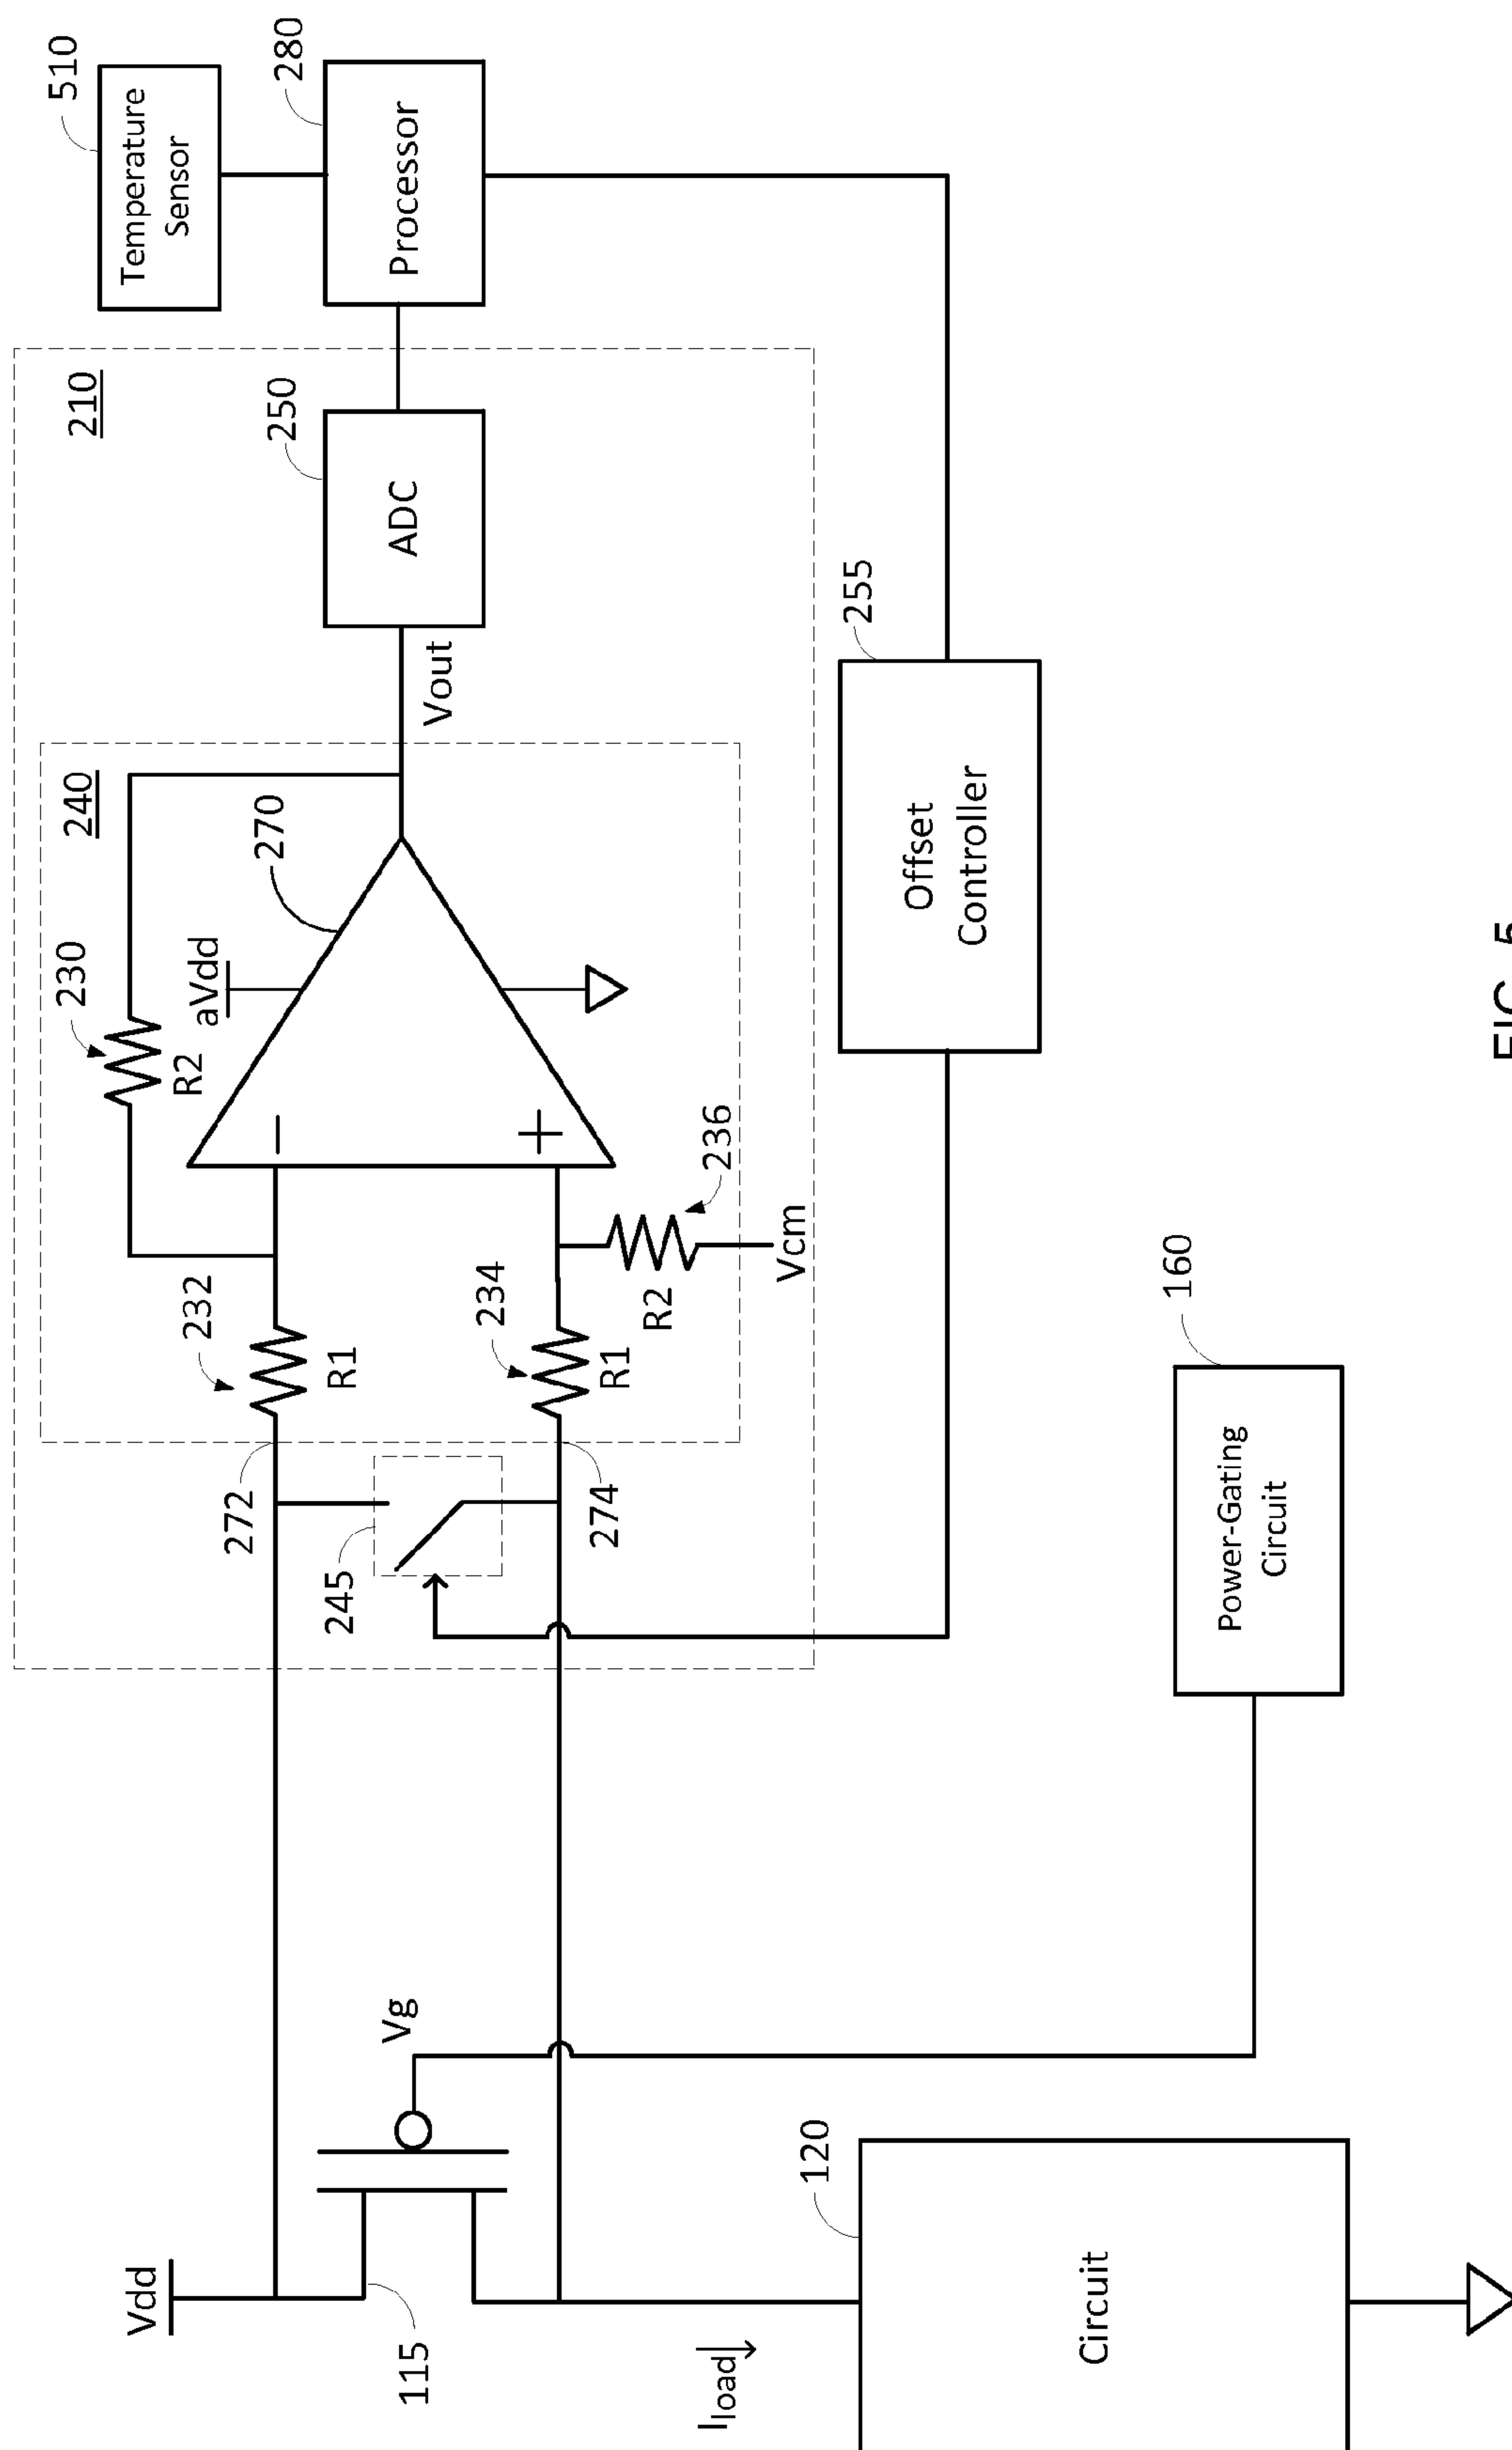 510
Temperature
Sensor
280
Processor
210
250
ADC
Vout
240
270
230
R2
aVdd
232
R1
234
R1
236
R2
Vcm
272
274
245
255
Offset
Controller
160
Power-Gating
Circuit
Vg
Vdd
115
Iload
120
Circuit